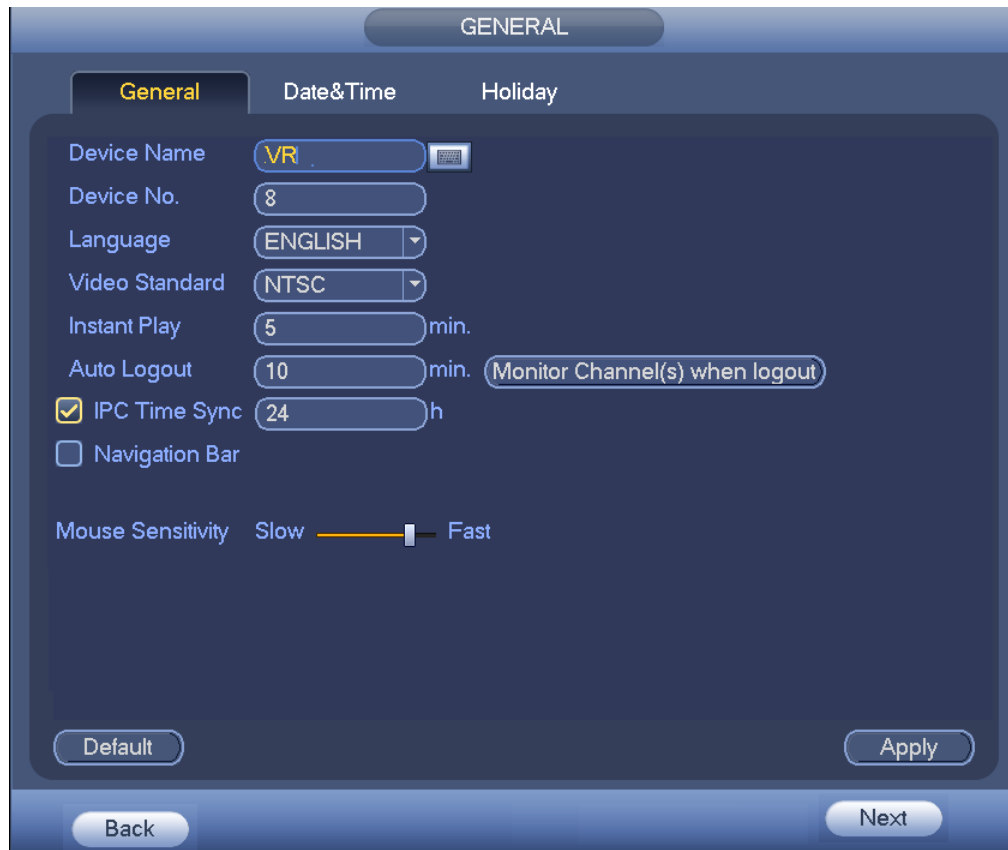 GENERAL
General Date&Time Holiday
Device Name VR
Device No. 8
Language ENGLISH
Video Standard NTSC
Instant Play 5 min.
Auto Logout 10 min. Monitor Channel(s) when logout
IPC Time Sync 24 h
Navigation Bar
Mouse Sensitivity Slow Fast
Default Apply
Back Next